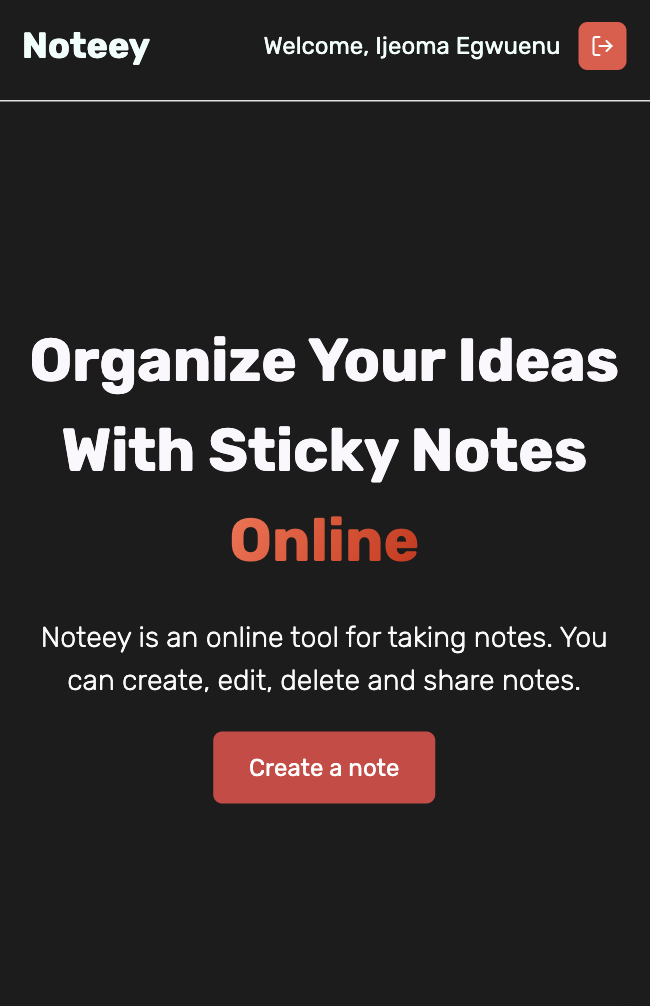 Noteey
Welcome, Ijeoma Egwuenu
Organize Your Ideas
With Sticky Notes
Online
Noteey is an online tool for taking notes. You
can create, edit, delete and share notes.
Create a note